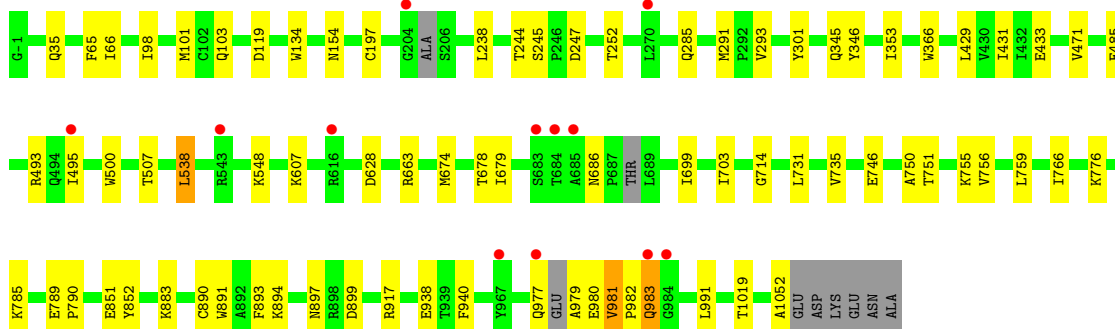 G-1 Q35 F65 I66 I98 M101 C102 Q103 D119 W134 N154 C197 G204 ALA S206 L238 T244 S245 P246 D247 T252 L270 Q285 M291 P292 V293 Y301 Q345 Y346 I353 W366 L429 V430 I431 I432 E433 V471
R493 Q494 I495 W500 T507 L538 R543 K548 K607 R616 D628 R663 M674 T678 I679 S683 T684 A685 N686 P687 THR L689 I699 I703 G714 L731 V735 E746 A750 T751 K755 V756 L759 I766 K776
K785 E789 P790 E851 Y852 K883 C890 W891 A892 F893 K894 N897 R898 D899 R917 E938 T939 F940 Y967 Q977 GLU A979 E980 V981 P982 Q983 G984 L991 T1019 A1052 GLU ASP LYS GLU ASN ALA